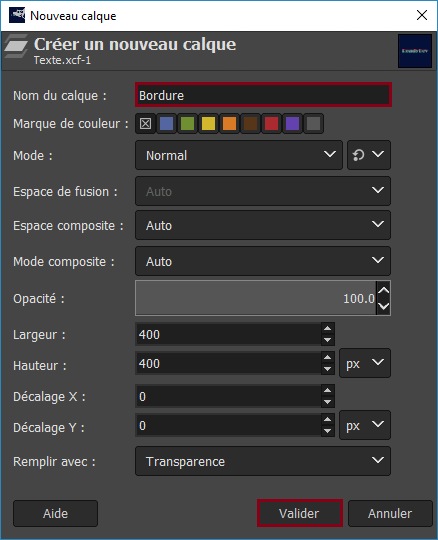 Nouveau calque
Créer un nouveau calque
Texte.xcf-1
Nom du calque : Bordure
Marque de couleur :
Mode : Normal
Espace de fusion : Auto
Espace composite : Auto
Mode composite : Auto
Opacité : 100.0
Largeur : 400
Hauteur : 400 px
Décalage X : 0
Décalage Y : 0 px
Remplir avec : Transparence
Aide Valider Annuler